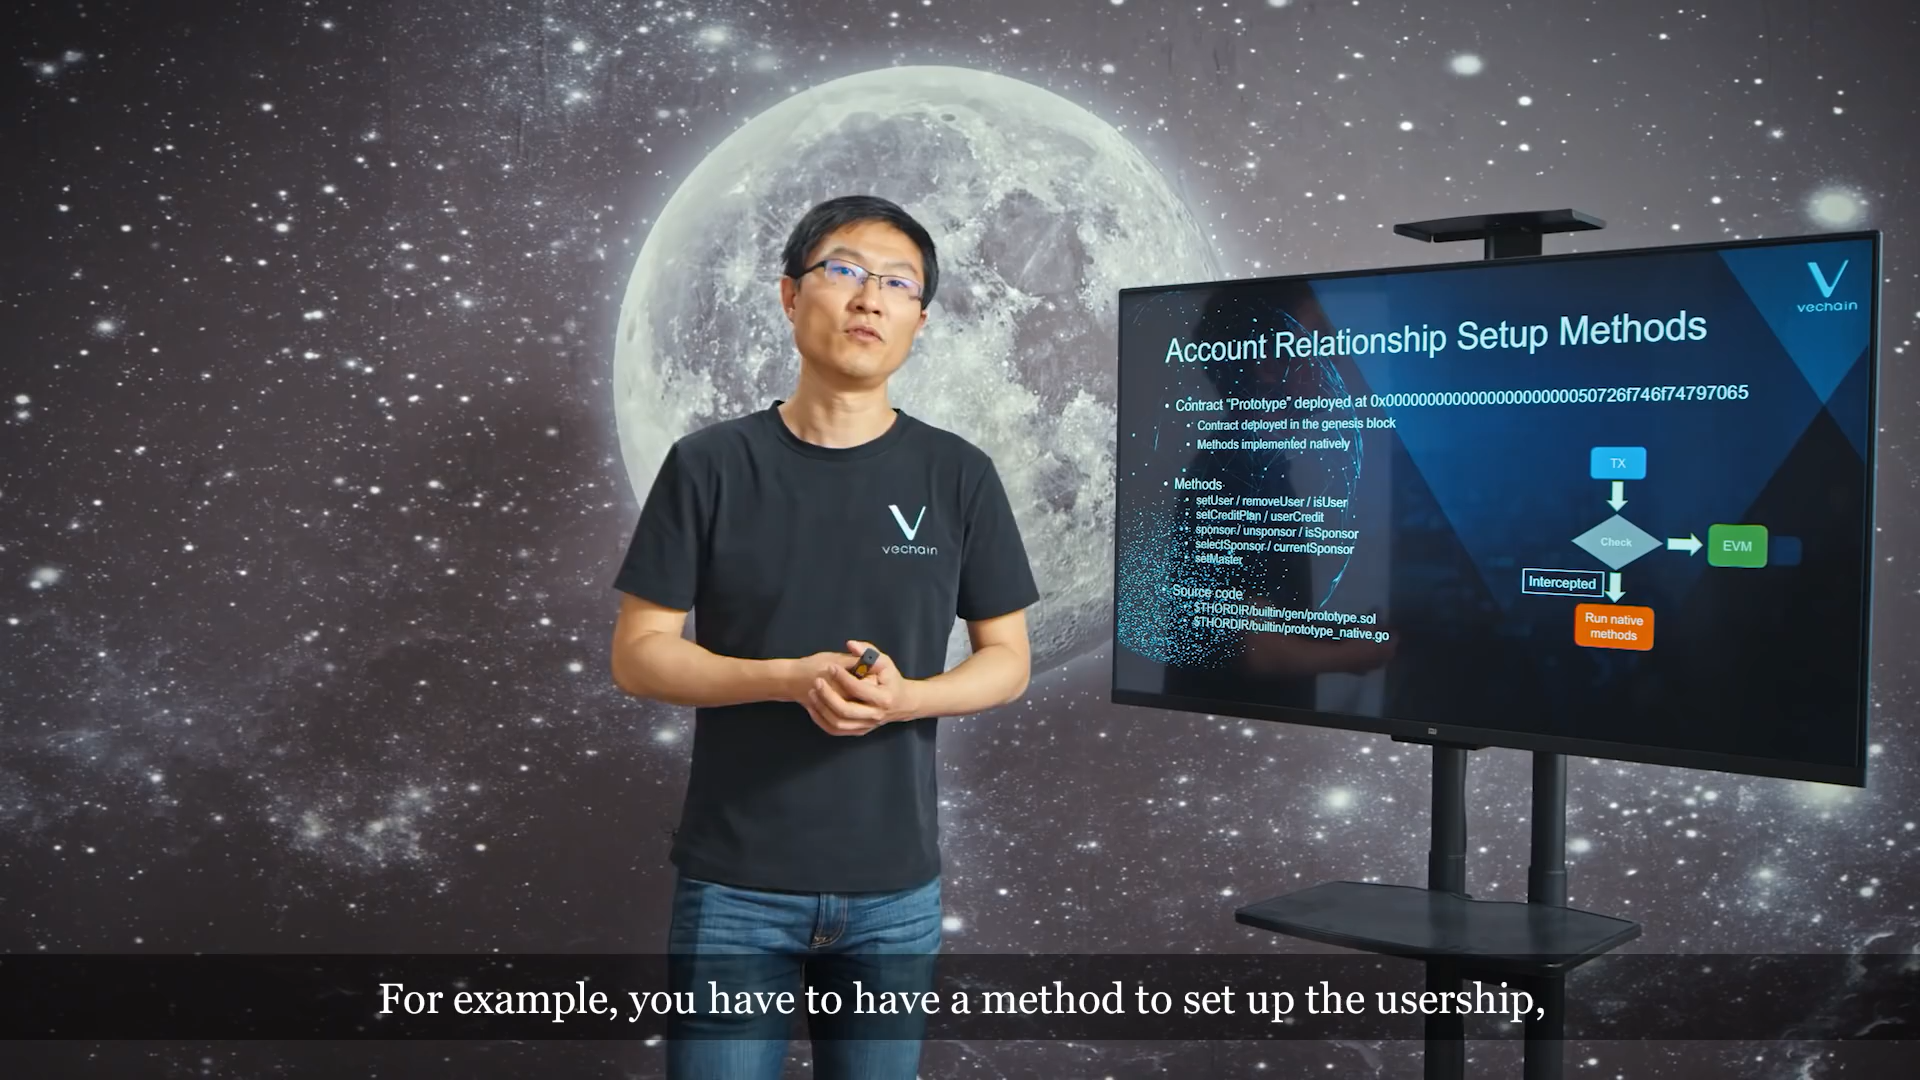 vechain
Account Relationship Setup Methods
• Contract "Prototype" deployed at 0x000000000000000000000050726f746f74797065
• Contract deployed in the genesis block
• Methods implemented natively
• Methods
• setUser / removeUser / isUser
• setCreditPlan / userCredit
• sponsor / unsponsor / isSponsor
• selectSponsor / currentSponsor
• setMaster
• Source code
• $THORDIR/builtin/gen/prototype.sol
• $THORDIR/builtin/prototype_native.go
TX
Check
EVM
Intercepted
Run native
methods
vechain
mi
For example, you have to have a method to set up the usership,